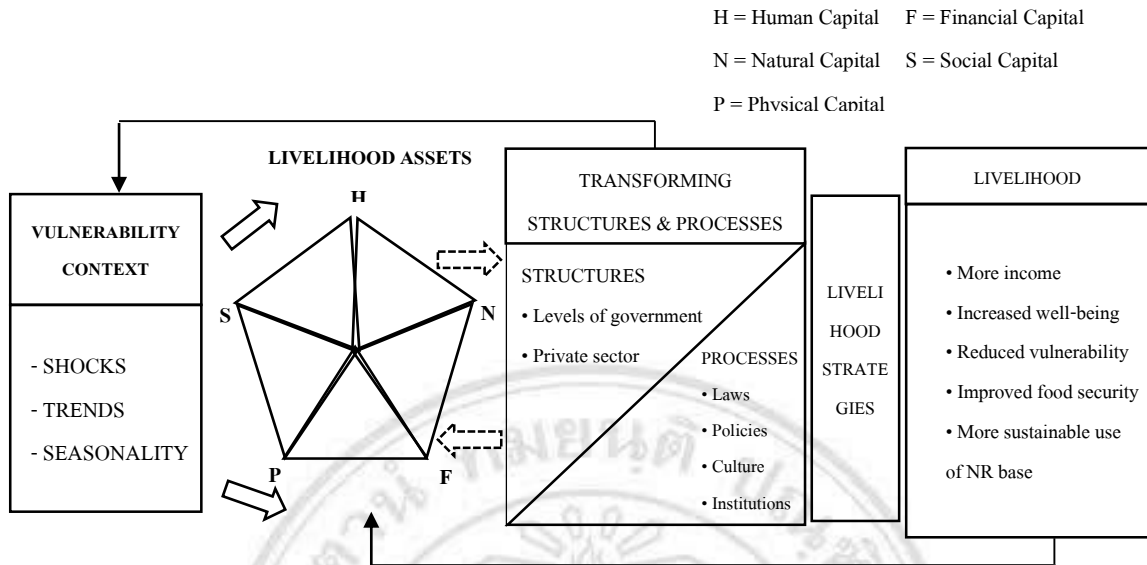 H = Human Capital F = Financial Capital
N = Natural Capital S = Social Capital
P = Physical Capital
LIVELIHOOD ASSETS
H
S
N
P
F
VULNERABILITY
CONTEXT
- SHOCKS
- TRENDS
- SEASONALITY
TRANSFORMING
STRUCTURES & PROCESSES
STRUCTURES
• Levels of government
• Private sector
PROCESSES
• Laws
• Policies
• Culture
• Institutions
LIVELI
HOOD
STRATE
GIES
LIVELIHOOD
• More income
• Increased well-being
• Reduced vulnerability
• Improved food security
• More sustainable use
of NR base